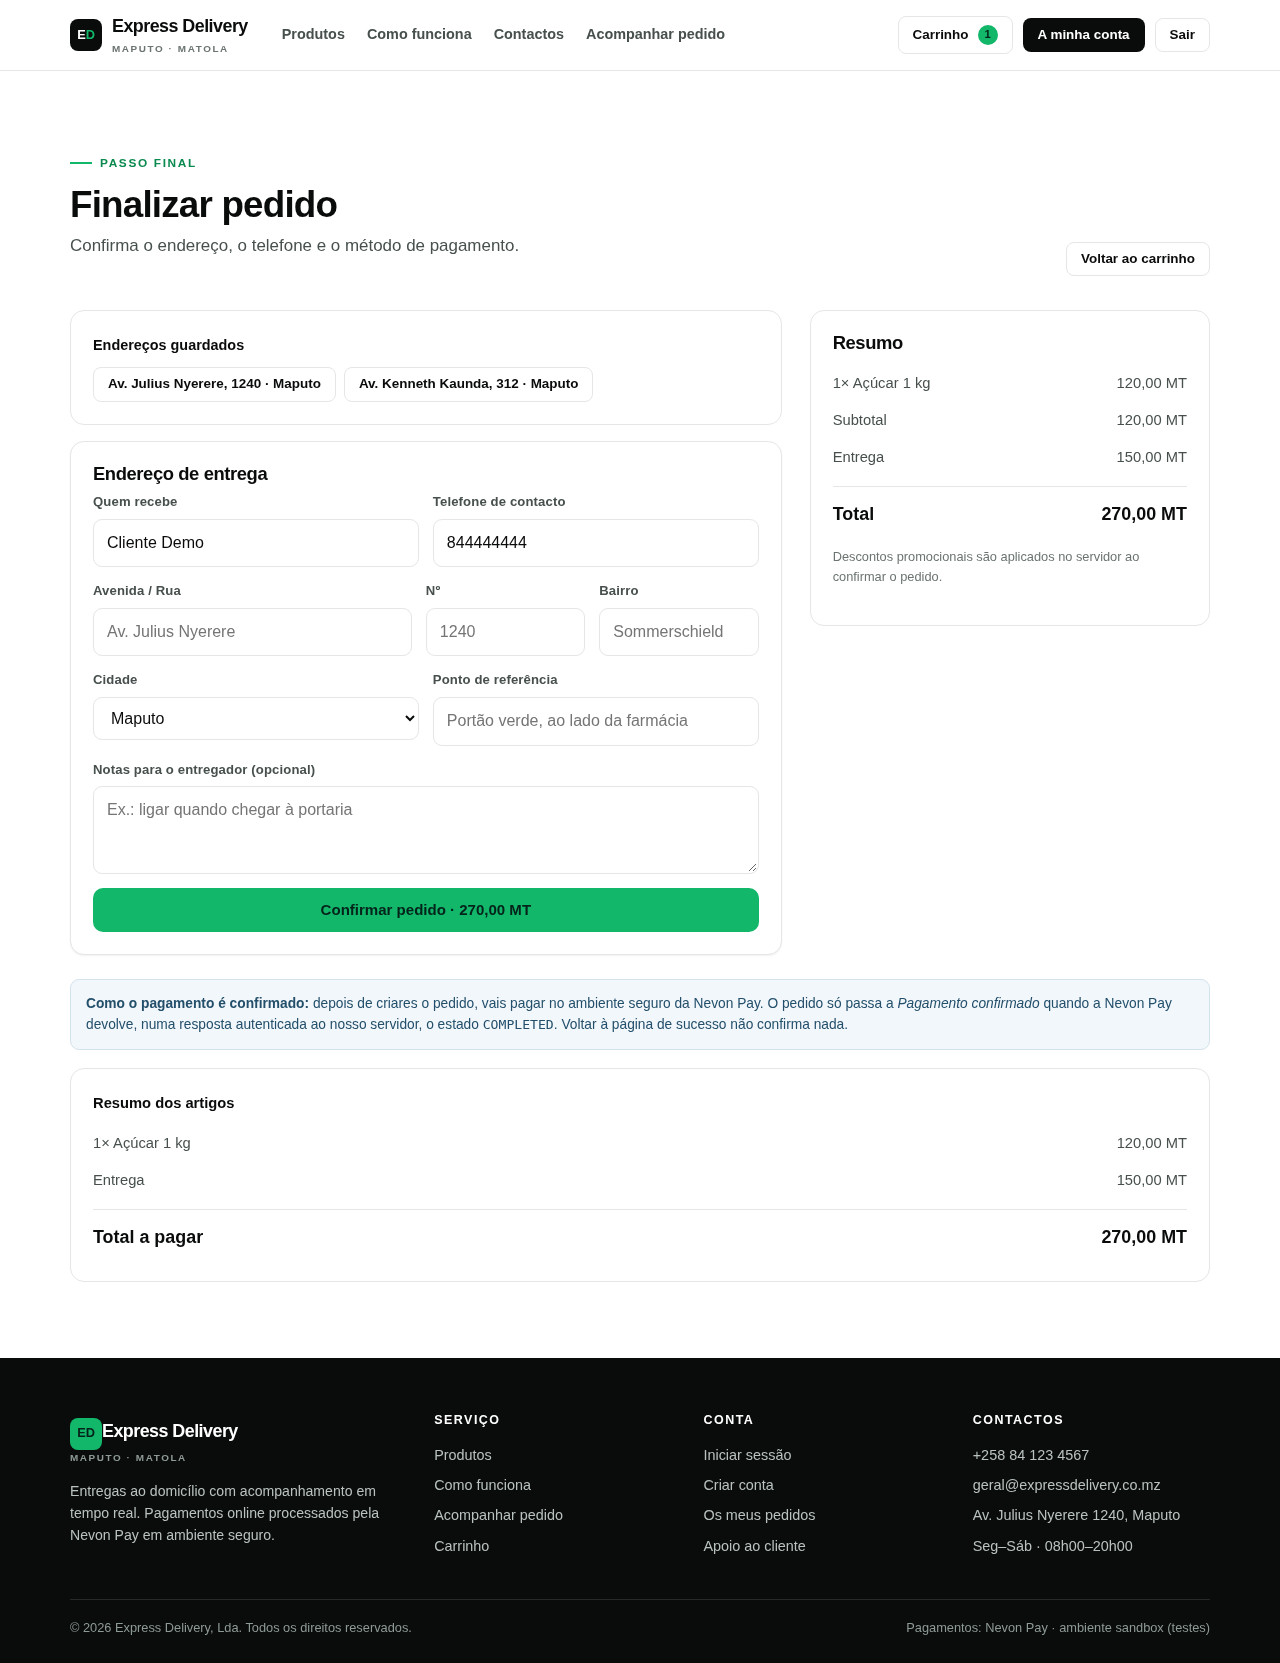 ED Express Delivery
MAPUTO · MATOLA
Produtos Como funciona Contactos Acompanhar pedido
Carrinho 1 A minha conta Sair
PASSO FINAL
Finalizar pedido
Confirma o endereço, o telefone e o método de pagamento.
Voltar ao carrinho
Endereços guardados
Av. Julius Nyerere, 1240 · Maputo Av. Kenneth Kaunda, 312 · Maputo
Endereço de entrega
Quem recebe Telefone de contacto
Cliente Demo 844444444
Avenida / Rua Nº Bairro
Av. Julius Nyerere 1240 Sommerschield
Cidade Ponto de referência
Maputo Portão verde, ao lado da farmácia
Notas para o entregador (opcional)
Ex.: ligar quando chegar à portaria
Confirmar pedido · 270,00 MT
Resumo
1× Açúcar 1 kg 120,00 MT
Subtotal 120,00 MT
Entrega 150,00 MT
Total 270,00 MT
Descontos promocionais são aplicados no servidor ao
confirmar o pedido.
Como o pagamento é confirmado: depois de criares o pedido, vais pagar no ambiente seguro da Nevon Pay. O pedido só passa a Pagamento confirmado quando a Nevon Pay
devolve, numa resposta autenticada ao nosso servidor, o estado COMPLETED. Voltar à página de sucesso não confirma nada.
Resumo dos artigos
1× Açúcar 1 kg 120,00 MT
Entrega 150,00 MT
Total a pagar 270,00 MT
ED Express Delivery
MAPUTO · MATOLA
Entregas ao domicílio com acompanhamento em
tempo real. Pagamentos online processados pela
Nevon Pay em ambiente seguro.
SERVIÇO
Produtos
Como funciona
Acompanhar pedido
Carrinho
CONTA
Iniciar sessão
Criar conta
Os meus pedidos
Apoio ao cliente
CONTACTOS
+258 84 123 4567
geral@expressdelivery.co.mz
Av. Julius Nyerere 1240, Maputo
Seg–Sáb · 08h00–20h00
© 2026 Express Delivery, Lda. Todos os direitos reservados.
Pagamentos: Nevon Pay · ambiente sandbox (testes)